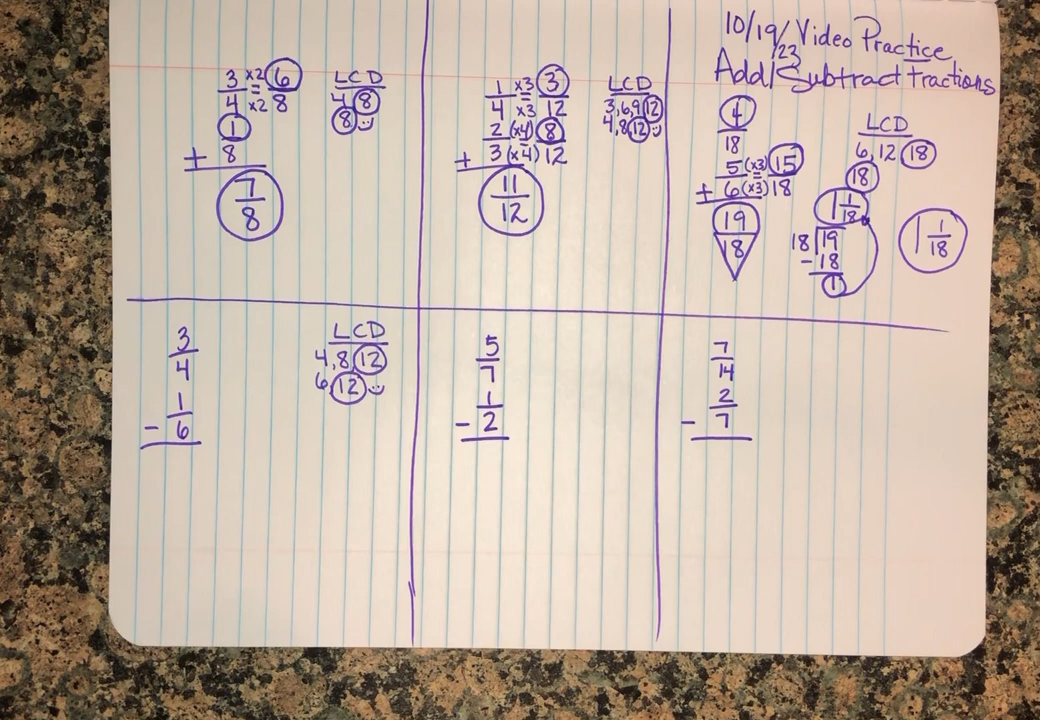 10/19/23 Video Practice
Add/Subtract Fractions
3 ×2 = 6 LCD
4 ×2 8 4, 8
1 8
+ 8
7
8
1 ×3 = 3 LCD
4 ×3 12 3,6,9,12
2 (×4) = 8 4,8,12
+ 3 (×4) 12
11
12
4 LCD
18 6,12,18
5 (×3) = 15 18
+ 6 (×3) 18
19 1 1/18
18 18 19
- 18
1
1 1/18
3 LCD
4 4,8,12
1 6,12
- 6
5
7
1
- 2
7
14
2
- 7